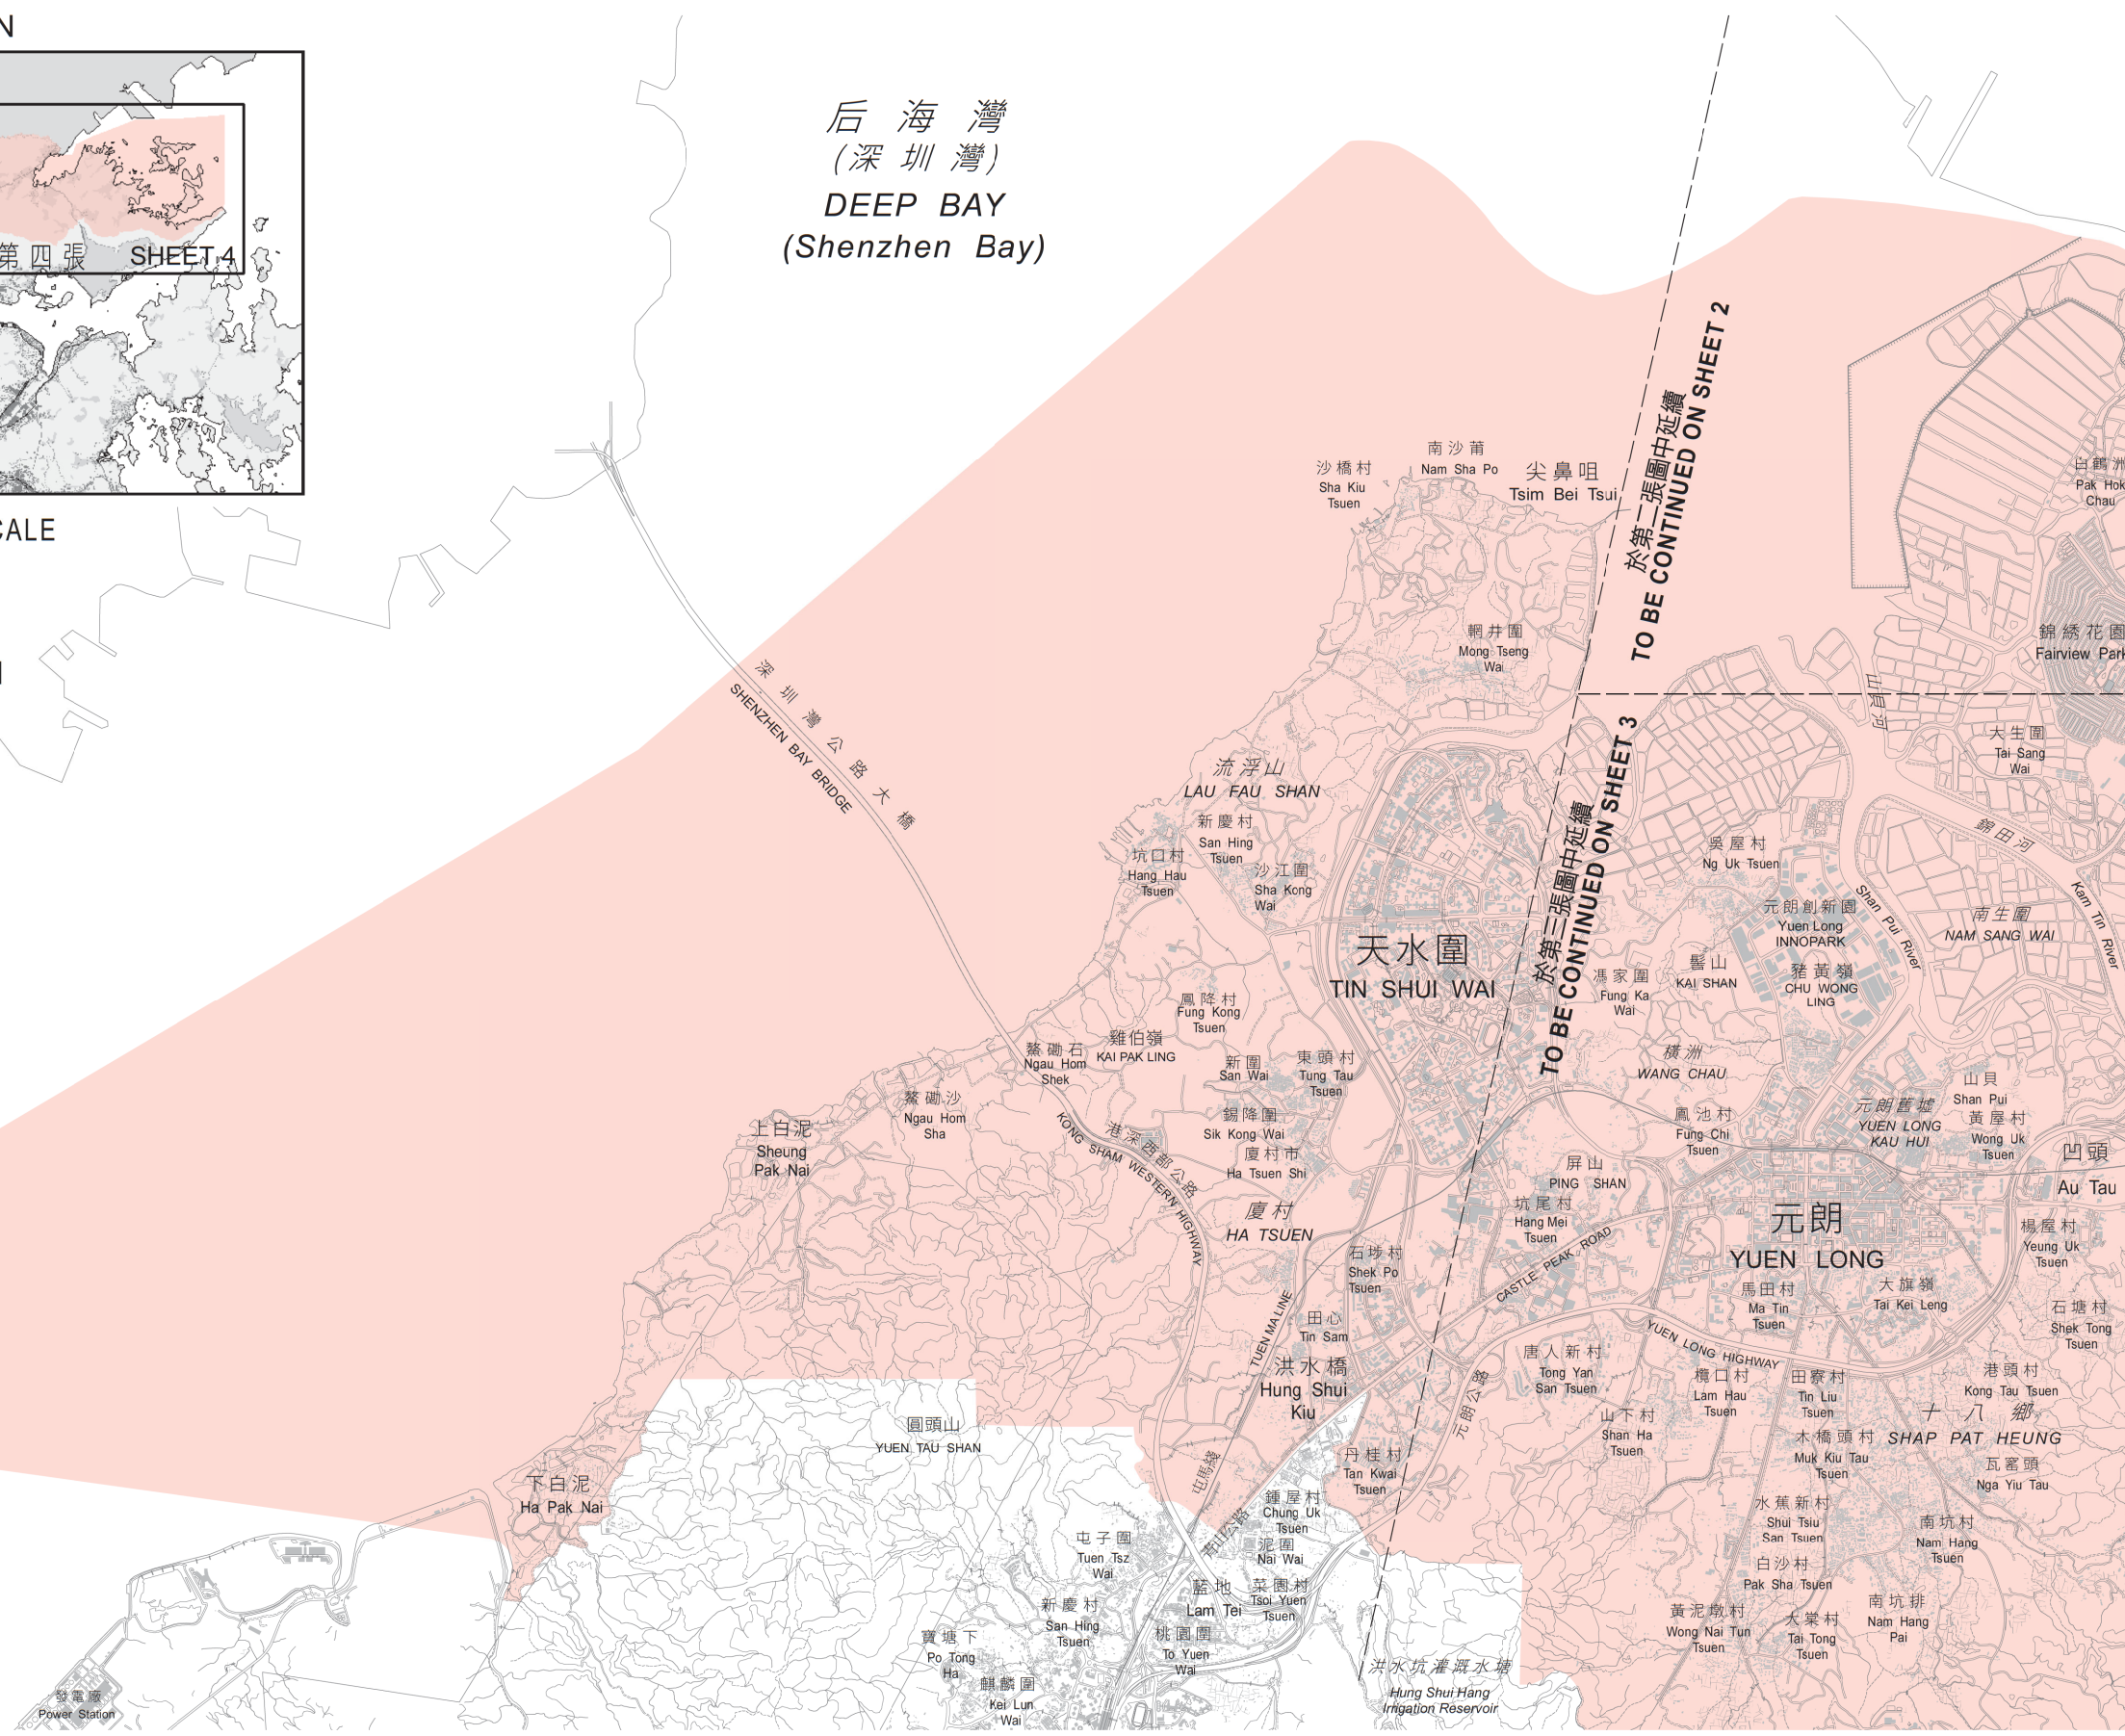 N
第四張 SHEET 4
CALE
后海灣
(深圳灣)
DEEP BAY
(Shenzhen Bay)
於第二張圖中延續
TO BE CONTINUED ON SHEET 2
沙橋村
Sha Kiu
Tsuen
南沙莆
Nam Sha Po
尖鼻咀
Tsim Bei Tsui
白鶴洲
Pak Hok
Chau
輞井圍
Mong Tseng
Wai
錦綉花園
Fairview Park
山貝河
深圳灣公路大橋
SHENZHEN BAY BRIDGE
於第三張圖中延續
TO BE CONTINUED ON SHEET 3
大生圍
Tai Sang
Wai
流浮山
LAU FAU SHAN
新慶村
San Hing
Tsuen
坑口村
Hang Hau
Tsuen
沙江圍
Sha Kong
Wai
吳屋村
Ng Uk Tsuen
錦田河
Kam Tin River
Shan Pui River
元朗創新園
Yuen Long
INNOPARK
南生圍
NAM SANG WAI
天水圍
TIN SHUI WAI
馮家圍
Fung Ka
Wai
髻山
KAI SHAN
豬黃嶺
CHU WONG
LING
鳳降村
Fung Kong
Tsuen
雞伯嶺
KAI PAK LING
鰲磡石
Ngau Hom
Shek
新圍
San Wai
東頭村
Tung Tau
Tsuen
橫洲
WANG CHAU
山貝
Shan Pui
鰲磡沙
Ngau Hom
Sha
上白泥
Sheung
Pak Nai
港深西部公路
KONG SHAM WESTERN HIGHWAY
錫降圍
Sik Kong Wai
廈村市
Ha Tsuen Shi
鳳池村
Fung Chi
Tsuen
元朗舊墟
YUEN LONG
KAU HUI
黃屋村
Wong Uk
Tsuen
凹頭
Au Tau
屏山
PING SHAN
坑尾村
Hang Mei
Tsuen
廈村
HA TSUEN
元朗
YUEN LONG
楊屋村
Yeung Uk
Tsuen
石埗村
Shek Po
Tsuen
CASTLE PEAK ROAD
馬田村
Ma Tin
Tsuen
大旗嶺
Tai Kei Leng
石塘村
Shek Tong
Tsuen
田心
Tin Sam
TUEN MA LINE
洪水橋
Hung Shui
Kiu
唐人新村
Tong Yan
San Tsuen
YUEN LONG HIGHWAY
元朗公路
欖口村
Lam Hau
Tsuen
田寮村
Tin Liu
Tsuen
港頭村
Kong Tau Tsuen
十八鄉
SHAP PAT HEUNG
圓頭山
YUEN TAU SHAN
山下村
Shan Ha
Tsuen
木橋頭村
Muk Kiu Tau
Tsuen
瓦窰頭
Nga Yiu Tau
下白泥
Ha Pak Nai
屯馬綫
丹桂村
Tan Kwai
Tsuen
鍾屋村
Chung Uk
Tsuen
青山公路
水蕉新村
Shui Tsiu
San Tsuen
南坑村
Nam Hang
Tsuen
屯子圍
Tuen Tsz
Wai
泥圍
Nai Wai
白沙村
Pak Sha Tsuen
藍地
Lam Tei
菜園村
Tsoi Yuen
Tsuen
新慶村
San Hing
Tsuen
黃泥墩村
Wong Nai Tun
Tsuen
大棠村
Tai Tong
Tsuen
南坑排
Nam Hang
Pai
寶塘下
Po Tong
Ha
桃園圍
To Yuen
Wai
麒麟圍
Kei Lun
Wai
洪水坑灌溉水塘
Hung Shui Hang
Irrigation Reservoir
發電廠
Power Station